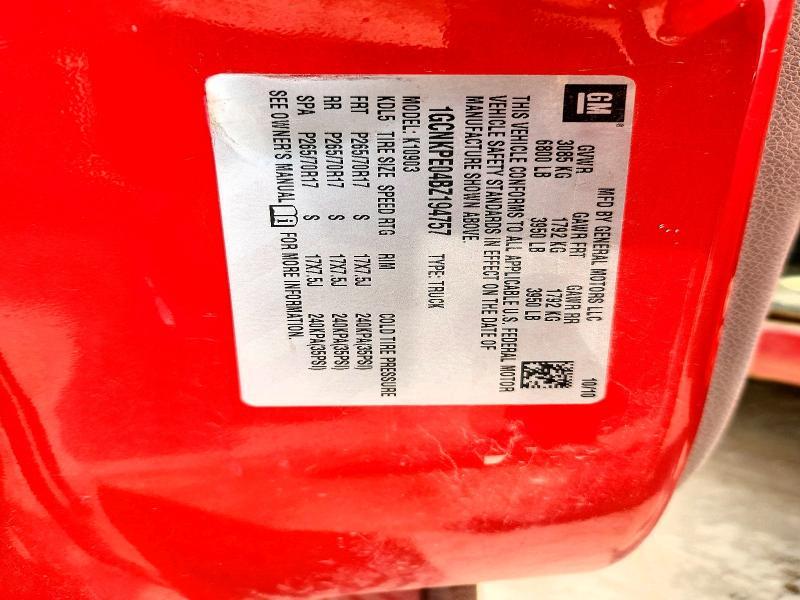 GM®
MFD BY GENERAL MOTORS LLC 10/10
GVWR GAWR FRT GAWR RR
3085 KG 1792 KG 1792 KG
6800 LB 3950 LB 3950 LB
THIS VEHICLE CONFORMS TO ALL APPLICABLE U.S. FEDERAL MOTOR
VEHICLE SAFETY STANDARDS IN EFFECT ON THE DATE OF
MANUFACTURE SHOWN ABOVE.
1GCNKPE04BZ194757 TYPE: TRUCK
MODEL: K10903
KDL5 TIRE SIZE SPEED RTG RIM COLD TIRE PRESSURE
FRT P265/70R17 S 17X7.5J 240KPA(35PSI)
RR P265/70R17 S 17X7.5J 240KPA(35PSI)
SPA P265/70R17 S 17X7.5J 240KPA(35PSI)
SEE OWNER'S MANUAL FOR MORE INFORMATION.